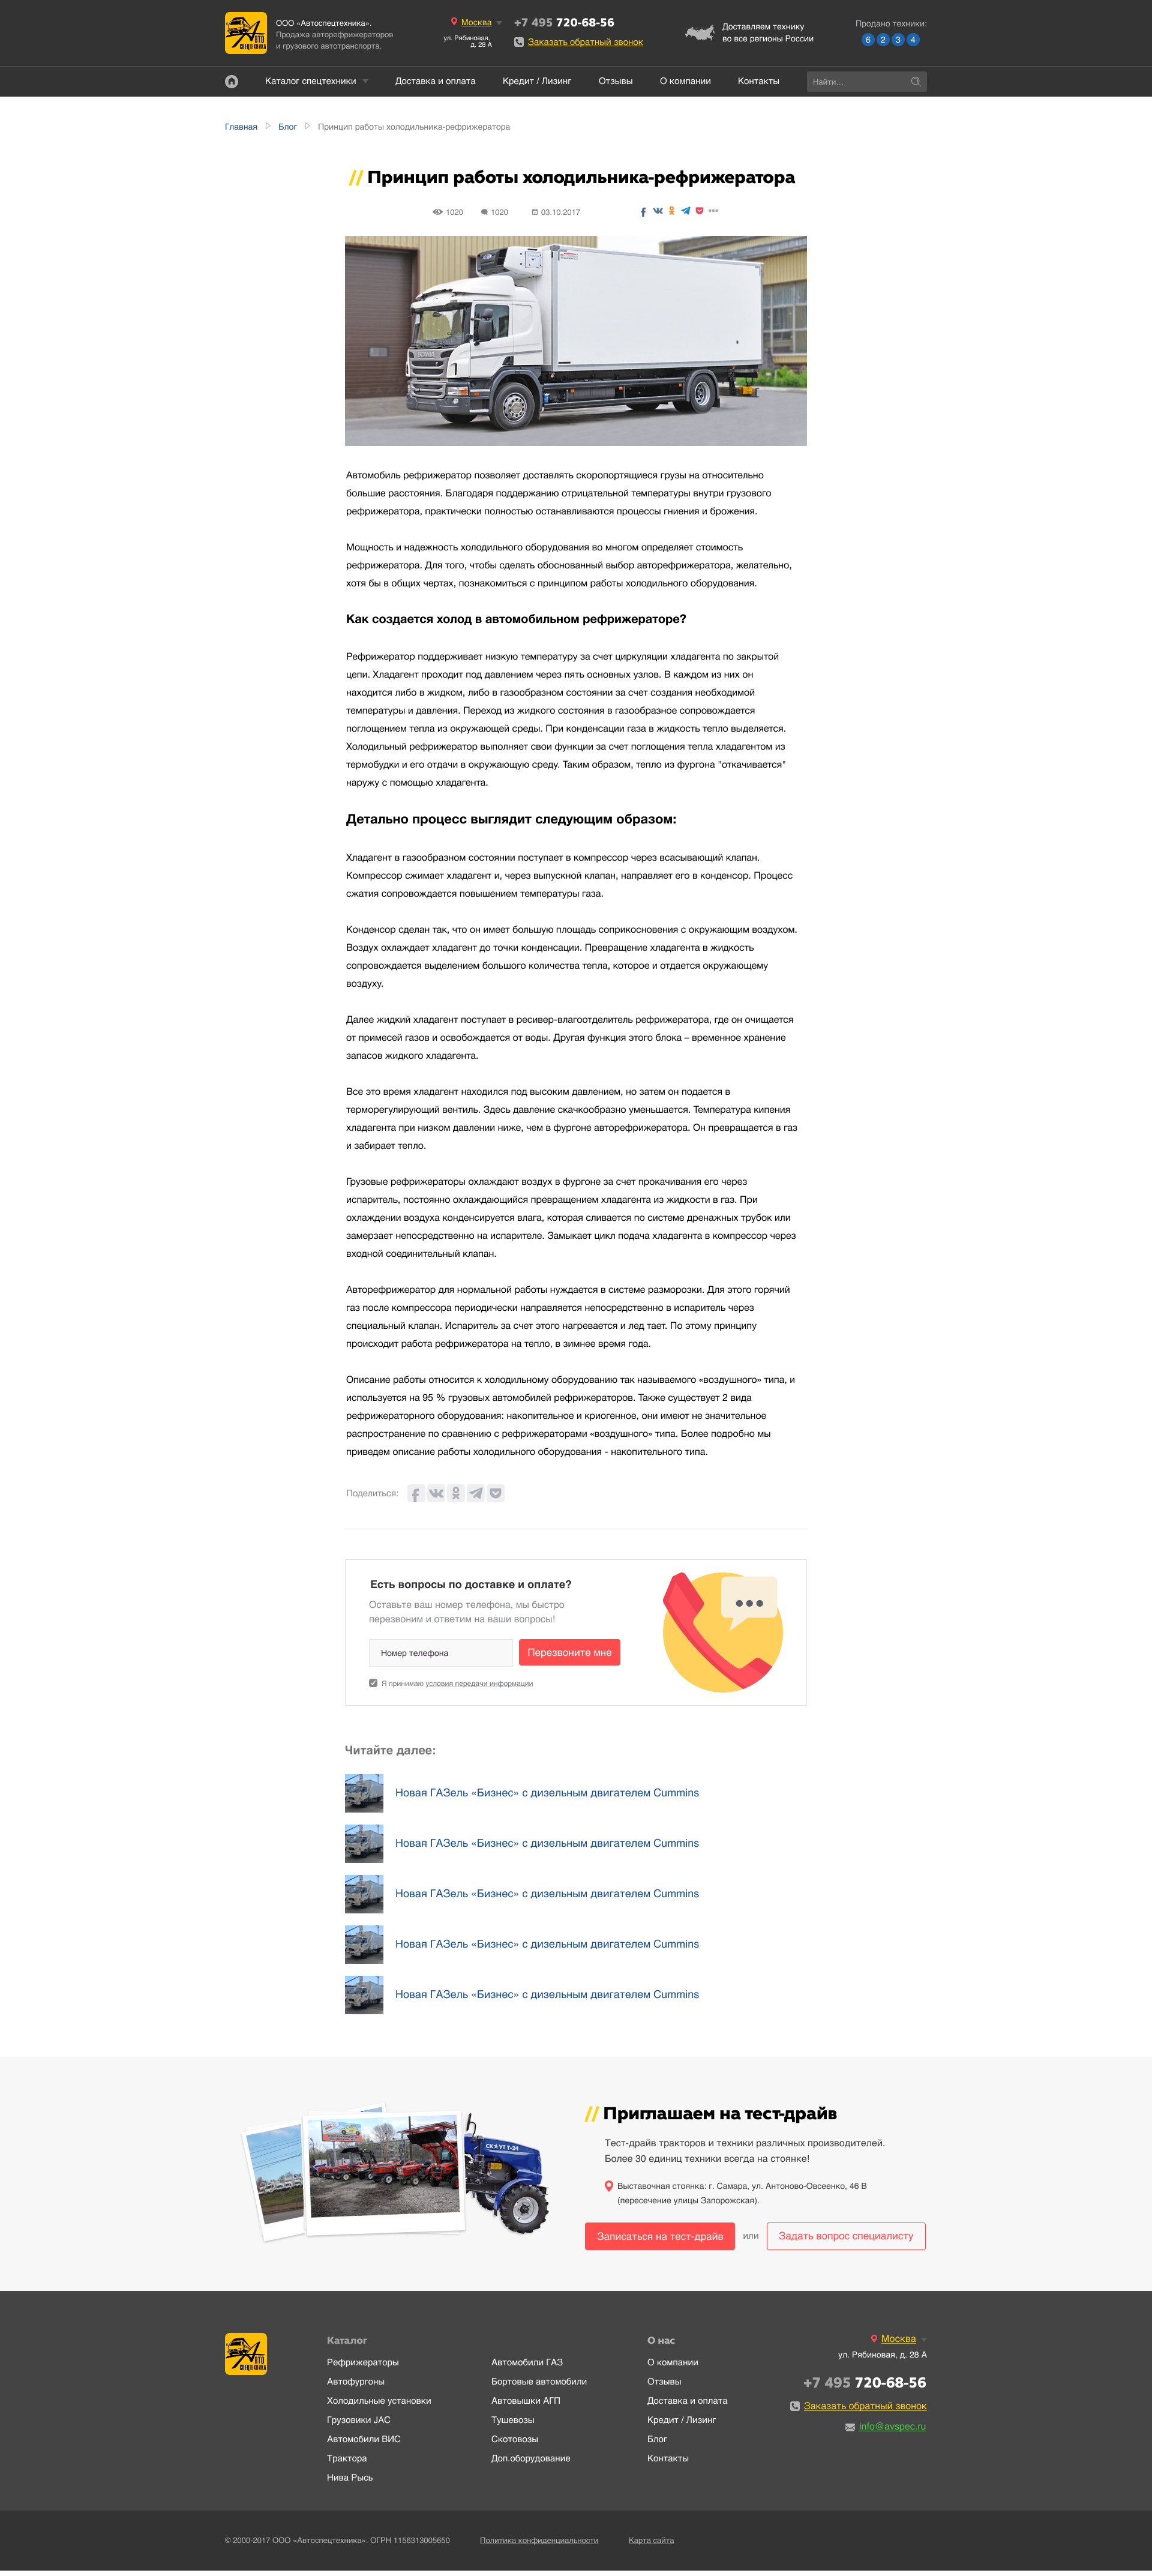 АВТО
СПЕЦТЕХНИК
ООО «Автоспецтехника».
Продажа авторефрижераторов
и грузового автотранспорта.
Москва
ул. Рябиновая,
д. 28 А
+7 495 720-68-56
Заказать обратный звонок
Доставляем технику
во все регионы России
Продано техники:
6 2 3 4
Каталог спецтехники
Доставка и оплата
Кредит / Лизинг
Отзывы
О компании
Контакты
Найти...
Главная
Блог
Принцип работы холодильника-рефрижератора
// Принцип работы холодильника-рефрижератора
1020
1020
03.10.2017
Автомобиль рефрижератор позволяет доставлять скоропортящиеся грузы на относительно
большие расстояния. Благодаря поддержанию отрицательной температуры внутри грузового
рефрижератора, практически полностью останавливаются процессы гниения и брожения.
Мощность и надежность холодильного оборудования во многом определяет стоимость
рефрижератора. Для того, чтобы сделать обоснованный выбор авторефрижератора, желательно,
хотя бы в общих чертах, познакомиться с принципом работы холодильного оборудования.
Как создается холод в автомобильном рефрижераторе?
Рефрижератор поддерживает низкую температуру за счет циркуляции хладагента по закрытой
цепи. Хладагент проходит под давлением через пять основных узлов. В каждом из них он
находится либо в жидком, либо в газообразном состоянии за счет создания необходимой
температуры и давления. Переход из жидкого состояния в газообразное сопровождается
поглощением тепла из окружающей среды. При конденсации газа в жидкость тепло выделяется.
Холодильный рефрижератор выполняет свои функции за счет поглощения тепла хладагентом из
термобудки и его отдачи в окружающую среду. Таким образом, тепло из фургона "откачивается"
наружу с помощью хладагента.
Детально процесс выглядит следующим образом:
Хладагент в газообразном состоянии поступает в компрессор через всасывающий клапан.
Компрессор сжимает хладагент и, через выпускной клапан, направляет его в конденсор. Процесс
сжатия сопровождается повышением температуры газа.
Конденсор сделан так, что он имеет большую площадь соприкосновения с окружающим воздухом.
Воздух охлаждает хладагент до точки конденсации. Превращение хладагента в жидкость
сопровождается выделением большого количества тепла, которое и отдается окружающему
воздуху.
Далее жидкий хладагент поступает в ресивер-влагоотделитель рефрижератора, где он очищается
от примесей газов и освобождается от воды. Другая функция этого блока – временное хранение
запасов жидкого хладагента.
Все это время хладагент находился под высоким давлением, но затем он подается в
терморегулирующий вентиль. Здесь давление скачкообразно уменьшается. Температура кипения
хладагента при низком давлении ниже, чем в фургоне авторефрижератора. Он превращается в газ
и забирает тепло.
Грузовые рефрижераторы охлаждают воздух в фургоне за счет прокачивания его через
испаритель, постоянно охлаждающийся превращением хладагента из жидкости в газ. При
охлаждении воздуха конденсируется влага, которая сливается по системе дренажных трубок или
замерзает непосредственно на испарителе. Замыкает цикл подача хладагента в компрессор через
входной соединительный клапан.
Авторефрижератор для нормальной работы нуждается в системе разморозки. Для этого горячий
газ после компрессора периодически направляется непосредственно в испаритель через
специальный клапан. Испаритель за счет этого нагревается и лед тает. По этому принципу
происходит работа рефрижератора на тепло, в зимнее время года.
Описание работы относится к холодильному оборудованию так называемого «воздушного» типа, и
используется на 95 % грузовых автомобилей рефрижераторов. Также существует 2 вида
рефрижераторного оборудования: накопительное и криогенное, они имеют не значительное
распространение по сравнению с рефрижераторами «воздушного» типа. Более подробно мы
приведем описание работы холодильного оборудования - накопительного типа.
Поделиться:
Есть вопросы по доставке и оплате?
Оставьте ваш номер телефона, мы быстро
перезвоним и ответим на ваши вопросы!
Номер телефона
Перезвоните мне
Я принимаю условия передачи информации
Читайте далее:
Новая ГАЗель «Бизнес» с дизельным двигателем Cummins
Новая ГАЗель «Бизнес» с дизельным двигателем Cummins
Новая ГАЗель «Бизнес» с дизельным двигателем Cummins
Новая ГАЗель «Бизнес» с дизельным двигателем Cummins
Новая ГАЗель «Бизнес» с дизельным двигателем Cummins
// Приглашаем на тест-драйв
Тест-драйв тракторов и техники различных производителей.
Более 30 единиц техники всегда на стоянке!
Выставочная стоянка: г. Самара, ул. Антоново-Овсеенко, 46 В
(пересечение улицы Запорожская).
Записаться на тест-драйв
или
Задать вопрос специалисту
АВТО
СПЕЦТЕХНИК
Каталог
Рефрижераторы
Автофургоны
Холодильные установки
Грузовики JAC
Автомобили ВИС
Трактора
Нива Рысь
Автомобили ГАЗ
Бортовые автомобили
Автовышки АГП
Тушевозы
Скотовозы
Доп.оборудование
О нас
О компании
Отзывы
Доставка и оплата
Кредит / Лизинг
Блог
Контакты
Москва
ул. Рябиновая, д. 28 А
+7 495 720-68-56
Заказать обратный звонок
info@avspec.ru
© 2000-2017 ООО «Автоспецтехника». ОГРН 1156313005650
Политика конфиденциальности
Карта сайта